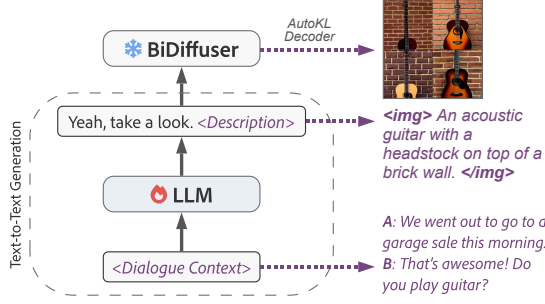 AutoKL
Decoder
BiDiffuser
Yeah, take a look. <Description>
<img> An acoustic
guitar with a
headstock on top of a
brick wall. </img>
Text-to-Text Generation
LLM
<Dialogue Context>
A: We went out to go to a
garage sale this morning.
B: That's awesome! Do
you play guitar?